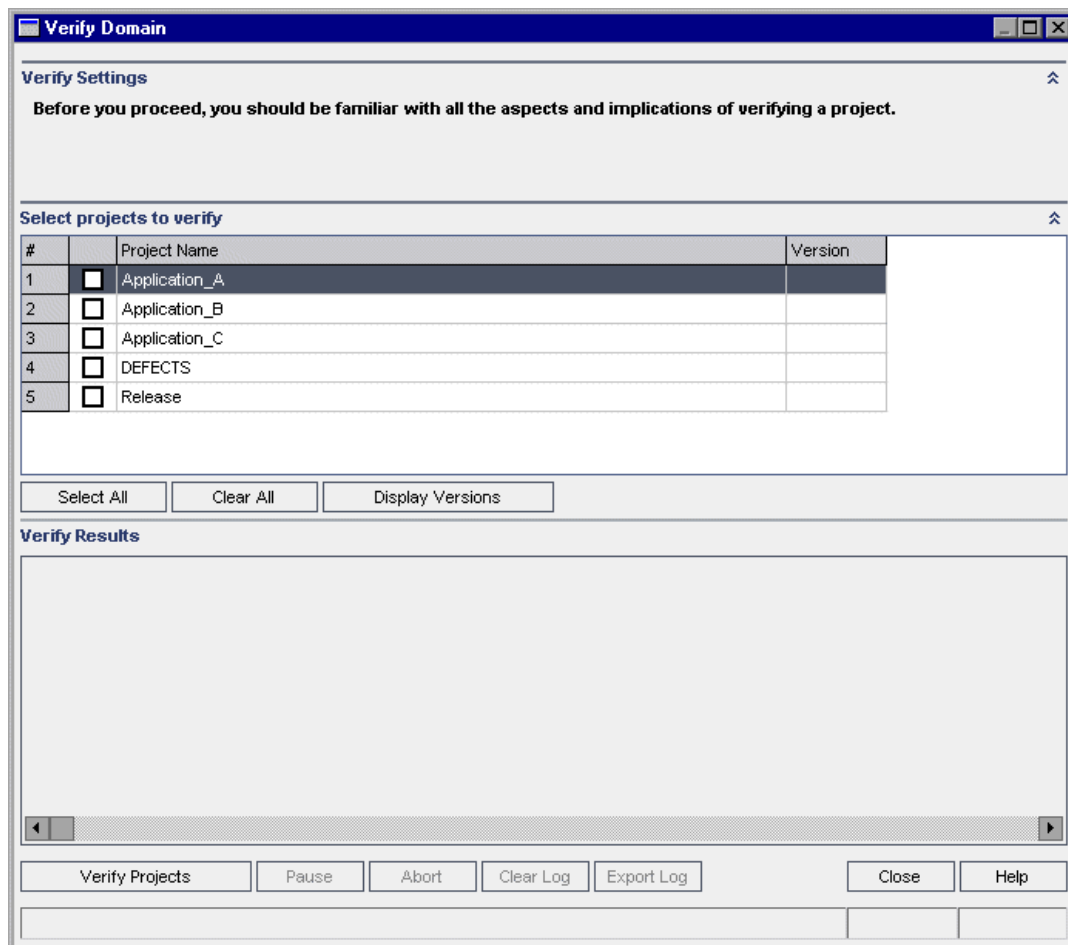 Verify Domain
Verify Settings
Before you proceed, you should be familiar with all the aspects and implications of verifying a project.
Select projects to verify
# Project Name Version
1 Application_A
2 Application_B
3 Application_C
4 DEFECTS
5 Release
Select All Clear All Display Versions
Verify Results
Verify Projects Pause Abort Clear Log Export Log Close Help